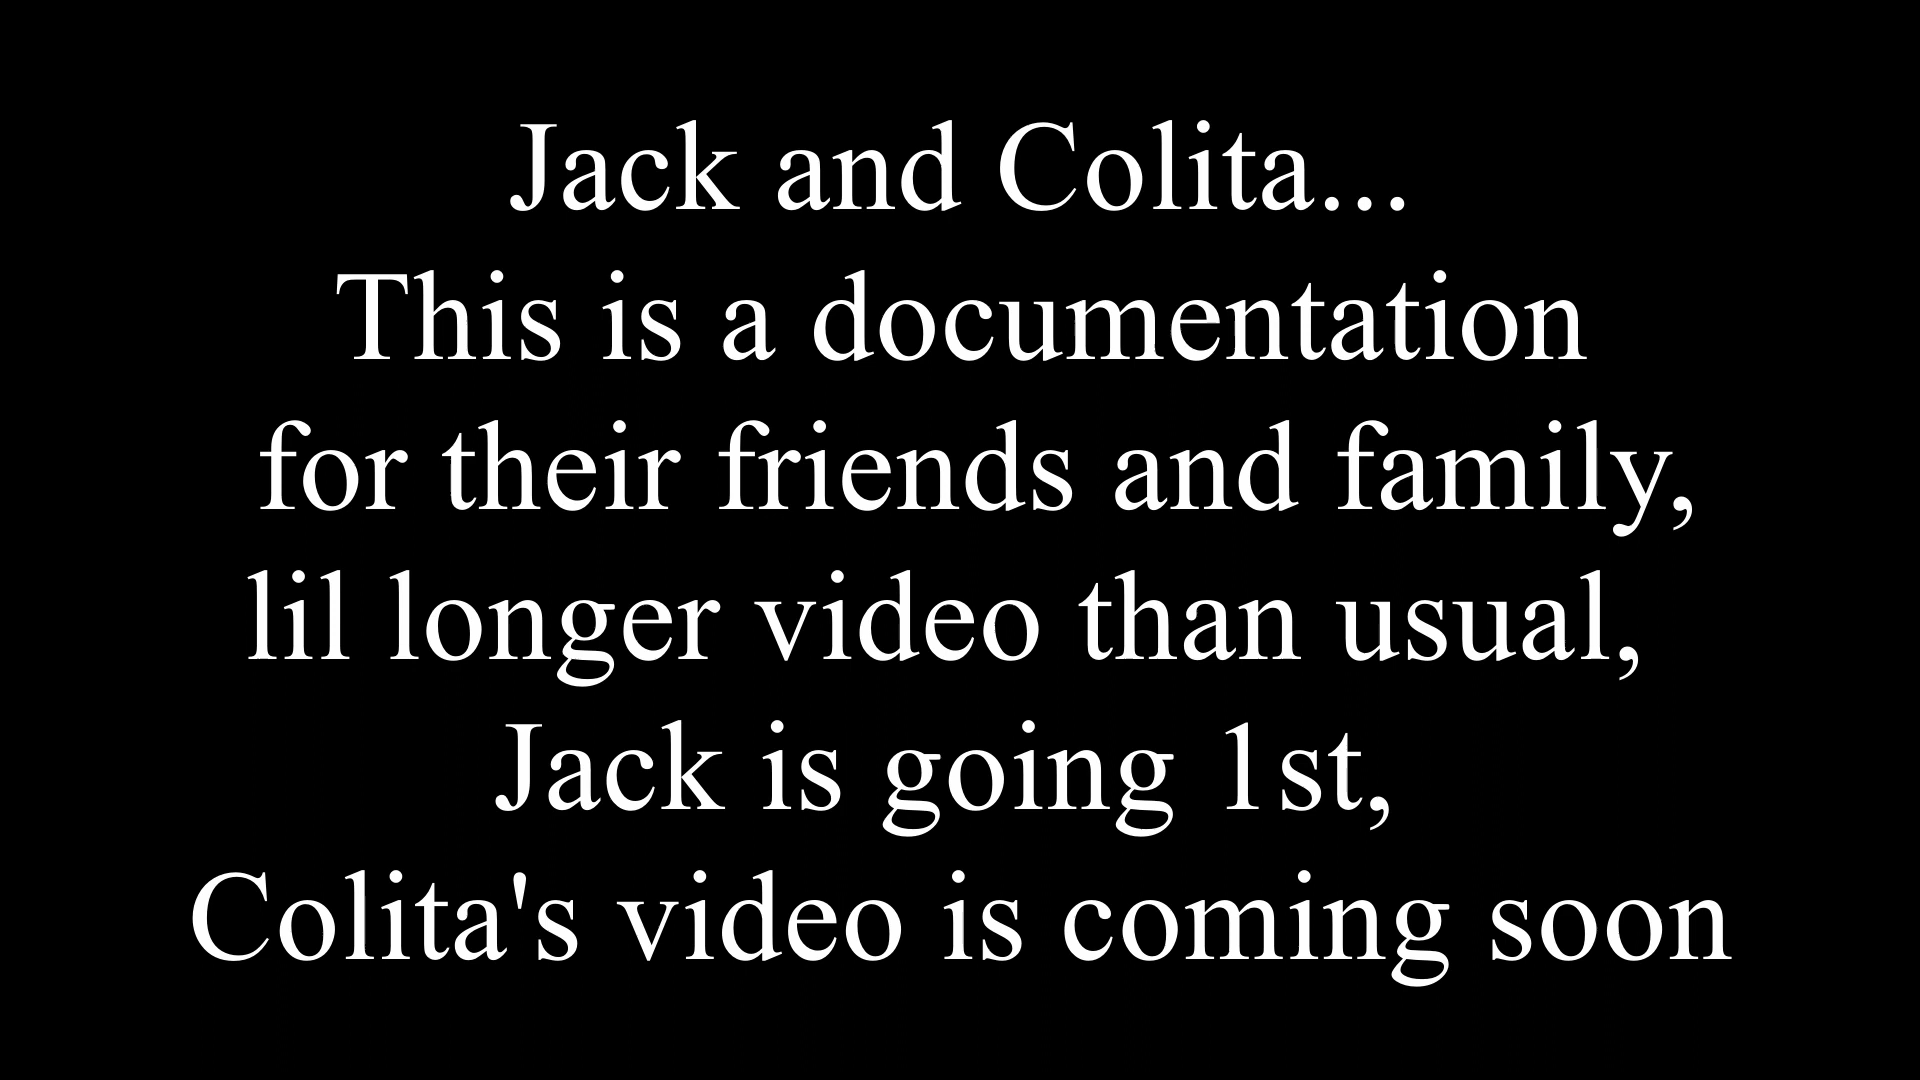 Jack and Colita...
This is a documentation
for their friends and family,
lil longer video than usual,
Jack is going 1st,
Colita's video is coming soon